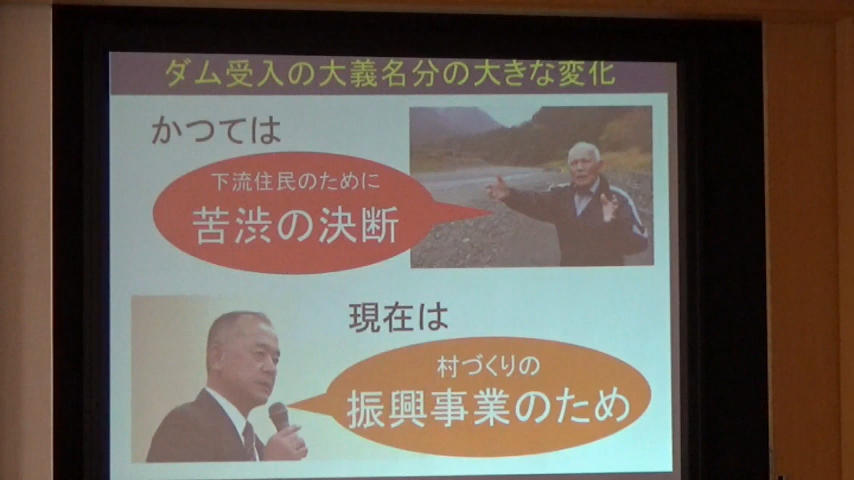 ダム受入の大義名分の大きな変化
かつては
下流住民のために
苦渋の決断
現在は
村づくりの
振興事業のため